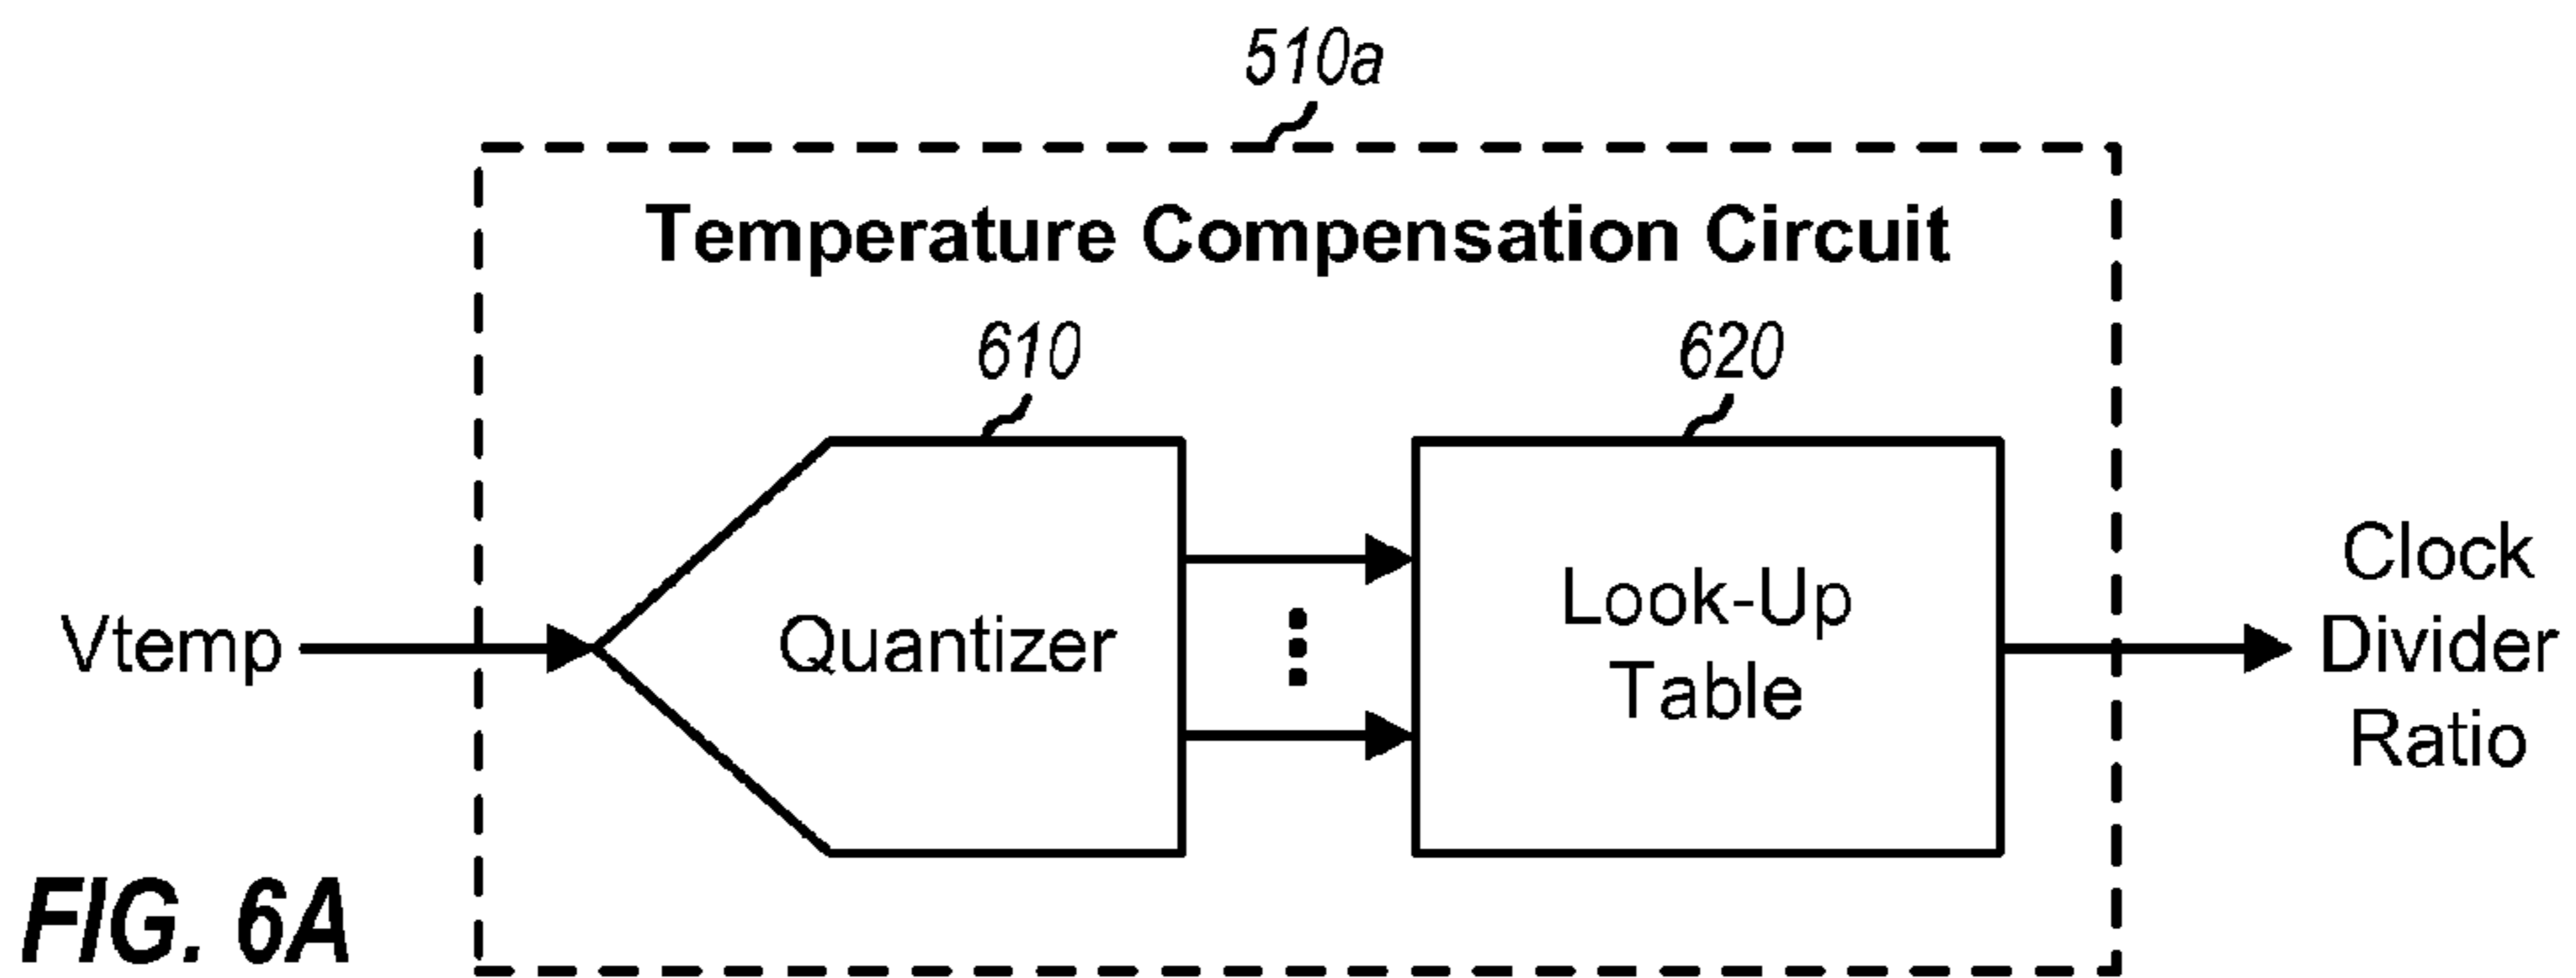 510a
Temperature Compensation Circuit
610
620
Vtemp
Quantizer
Look-Up
Table
Clock
Divider
Ratio
FIG. 6A